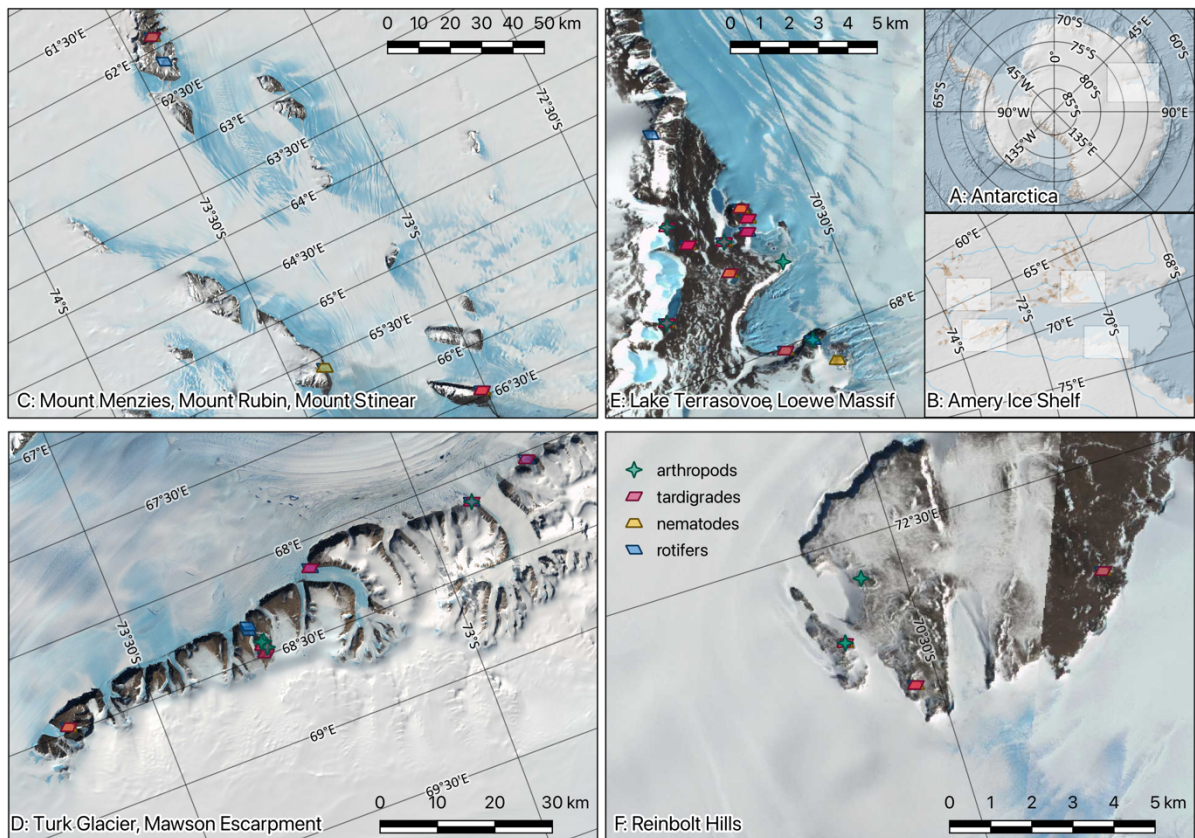 0 10 20 30 40 50 km
61°30'E
62°E
62°30'E
63°E
63°30'E
64°E
64°30'E
65°E
65°30'E
66°E
66°30'E
72°30'S
73°S
73°30'S
74°S
C: Mount Menzies, Mount Rubin, Mount Stinear
0 1 2 3 4 5 km
70°30'S
68°E
E: Lake Terrasovoe, Loewe Massif
70°S
45°E
60°S
75°S
0°
80°S
65°S
45°W
85°S
90°W
90°E
135°W
135°E
A: Antarctica
60°E
65°E
68°S
72°S
70°E
70°S
74°S
75°E
B: Amery Ice Shelf
67°E
67°30'E
68°E
68°30'E
73°S
73°30'S
69°E
69°30'E
0 10 20 30 km
D: Turk Glacier, Mawson Escarpment
arthropods
tardigrades
nematodes
rotifers
72°30'E
70°30'S
0 1 2 3 4 5 km
F: Reinbolt Hills